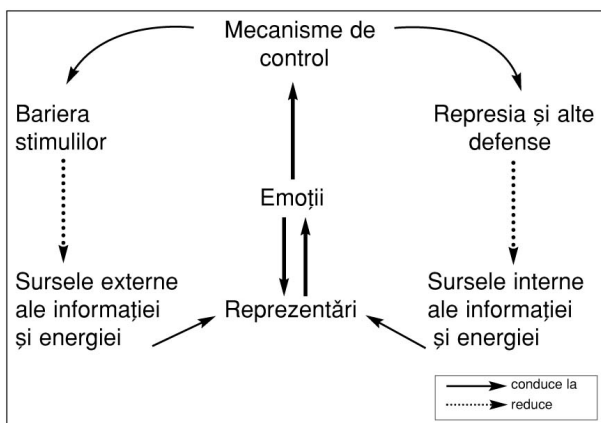 Mecanisme de
control
Bariera
stimulilor
Represia și alte
defense
Emoții
Sursele externe
ale informației
și energiei
Reprezentări
Sursele interne
ale informației
și energiei
conduce la
reduce